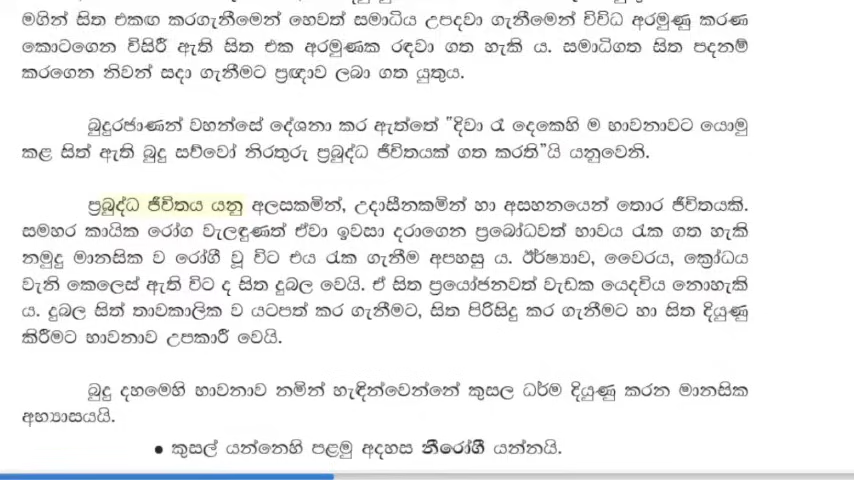 මගින් සිත එකඟ කරගැනීමෙන් හෙවත් සමාධිය උපදවා ගැනීමෙන් විවිධ අරමුණු කරණ
කොටගෙන විසිරී ඇති සිත එක අරමුණක රඳවා ගත හැකි ය. සමාධිගත සිත පදනම්
කරගෙන නිවන් සදා ගැනීමට ප්‍රඥාව ලබා ගත යුතුය.
බුදුරජාණන් වහන්සේ දේශනා කර ඇත්තේ "දිවා රෑ දෙකෙහි ම භාවනාවට යොමු
කළ සිත් ඇති බුදු සව්වෝ නිරතුරු ප්‍රබුද්ධ ජීවිතයක් ගත කරති"යි යනුවෙනි.
ප්‍රබුද්ධ ජීවිතය යනු අලසකමින්, උදාසීනකමින් හා අසහනයෙන් තොර ජීවිතයකි.
සමහර කායික රෝග වැලඳුණත් ඒවා ඉවසා දරාගෙන ප්‍රබෝධවත් භාවය රැක ගත හැකි
නමුදු මානසික ව රෝගී වූ විට එය රැක ගැනීම අපහසු ය. ඊර්ෂ්‍යාව, වෛරය, ක්‍රෝධය
වැනි කෙලෙස් ඇති විට ද සිත දුබල වෙයි. ඒ සිත ප්‍රයෝජනවත් වැඩක යෙදවිය නොහැකි
ය. දුබල සිත් තාවකාලික ව යටපත් කර ගැනීමට, සිත පිරිසිදු කර ගැනීමට හා සිත දියුණු
කිරීමට භාවනාව උපකාරී වෙයි.
බුදු දහමෙහි භාවනාව නමින් හැඳින්වෙන්නේ කුසල ධර්ම දියුණු කරන මානසික
අභ්‍යාසයයි.
• කුසල් යන්නෙහි පළමු අදහස නීරෝගී යන්නයි.